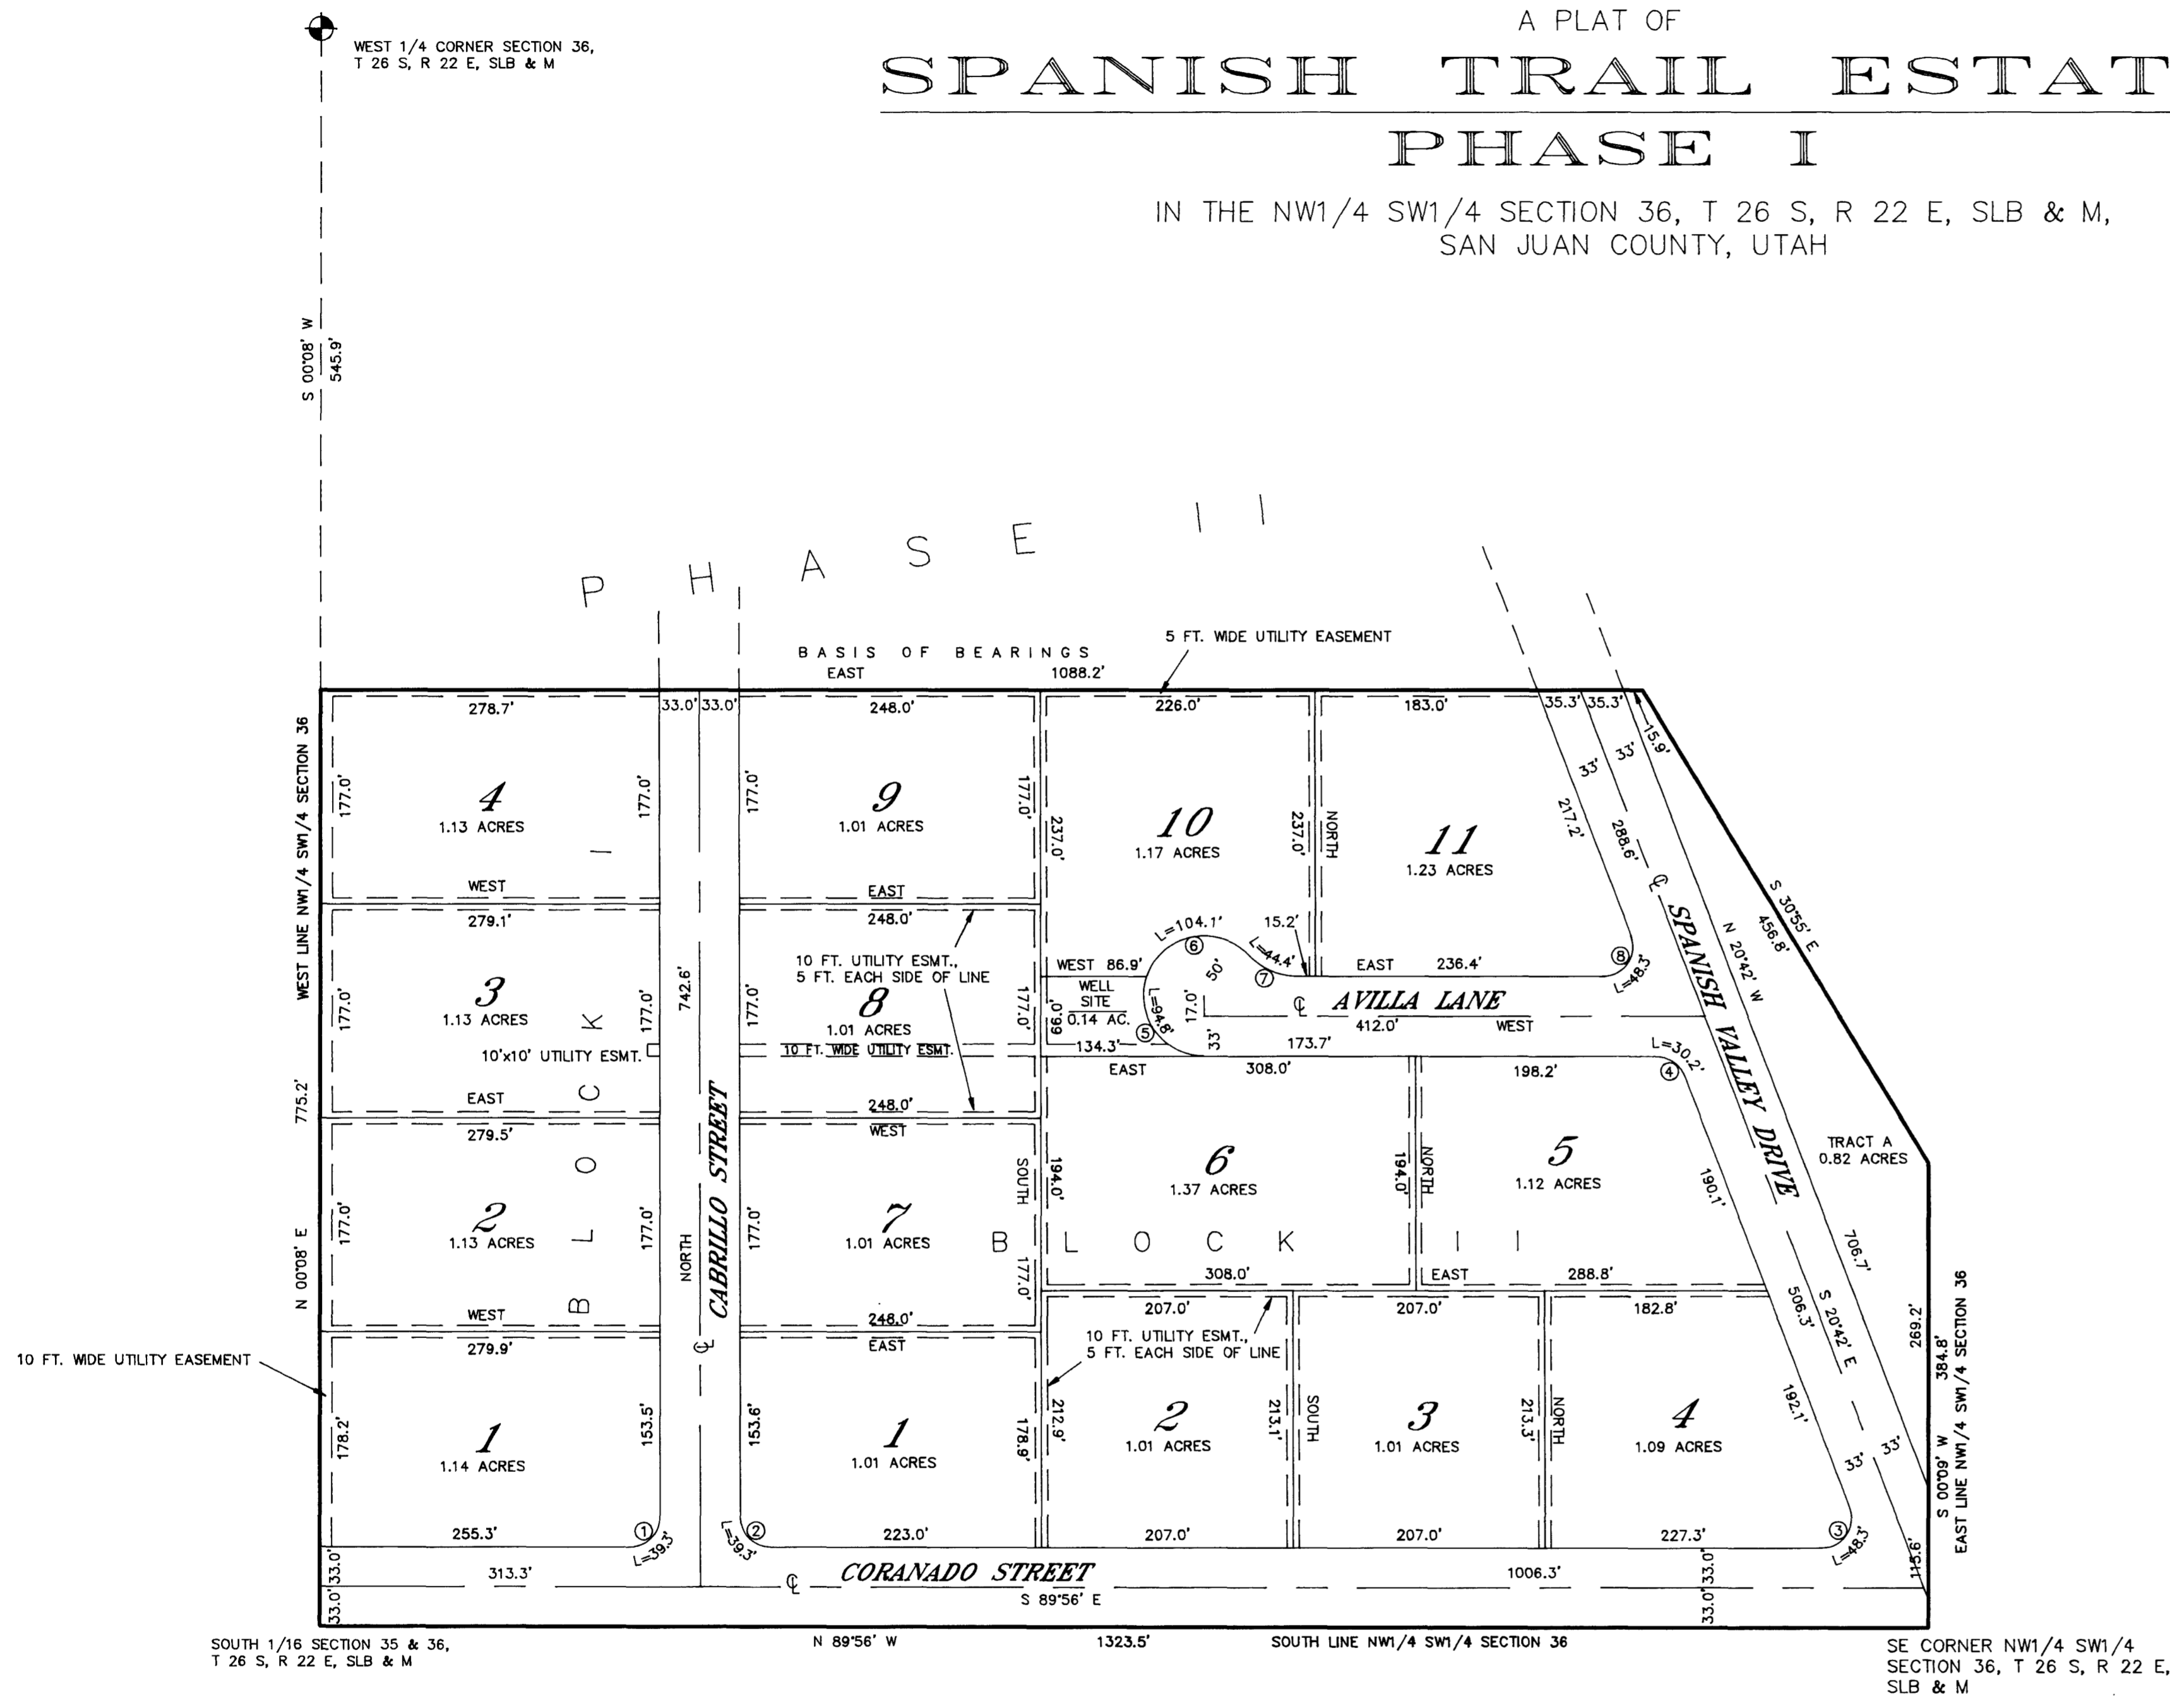 A PLAT OF
SPANISH TRAIL ESTAT
PHASE I
IN THE NW1/4 SW1/4 SECTION 36, T 26 S, R 22 E, SLB & M,
SAN JUAN COUNTY, UTAH
WEST 1/4 CORNER SECTION 36,
T 26 S, R 22 E, SLB & M
S 00°08' W
545.9'
PHASE II
BASIS OF BEARINGS
EAST 1088.2'
5 FT. WIDE UTILITY EASEMENT
278.7'
33.0' 33.0'
248.0'
226.0'
183.0'
35.3' 35.3'
15.9'
33'
33'
WEST LINE NW1/4 SW1/4 SECTION 36
177.0'
4
1.13 ACRES
177.0'
177.0'
9
1.01 ACRES
177.0'
237.0'
10
1.17 ACRES
237.0'
NORTH
11
1.23 ACRES
217.2'
288.6'
WEST
279.1'
EAST
248.0'
10 FT. UTILITY ESMT.,
5 FT. EACH SIDE OF LINE
177.0'
3
1.13 ACRES
177.0'
742.6'
177.0'
8
1.01 ACRES
177.0'
10'x10' UTILITY ESMT.
10 FT. WIDE UTILITY ESMT.
WEST 86.9'
WELL
SITE
0.14 AC.
66.0'
134.3'
L=104.1'
6
L=44.4'
7
15.2'
50'
L=94.8'
5
17.0'
33'
EAST 236.4'
8
L=48.3'
℄ AVILLA LANE
412.0' WEST
173.7'
EAST 308.0'
198.2'
L=30.2'
4
℄ SPANISH VALLEY DRIVE
N 20°42' W
706.7'
S 30°55' E
456.8'
TRACT A
0.82 ACRES
BLOCK I
EAST
279.5'
248.0'
WEST
775.2'
N 00°08' E
177.0'
2
1.13 ACRES
177.0'
NORTH
CABRILLO STREET
℄
177.0'
7
1.01 ACRES
SOUTH
177.0'
194.0'
6
1.37 ACRES
194.0'
NORTH
5
1.12 ACRES
190.1'
BLOCK II
308.0'
EAST 288.8'
506.3'
S 20°42' E
WEST
279.9'
248.0'
EAST
207.0'
207.0'
182.8'
10 FT. UTILITY ESMT.,
5 FT. EACH SIDE OF LINE
10 FT. WIDE UTILITY EASEMENT
178.2'
1
1.14 ACRES
153.5'
153.6'
1
1.01 ACRES
178.9'
212.9'
2
1.01 ACRES
213.1'
SOUTH
3
1.01 ACRES
213.3'
NORTH
4
1.09 ACRES
192.1'
33'
33'
269.2'
384.8'
S 00°09' W
EAST LINE NW1/4 SW1/4 SECTION 36
115.6'
255.3'
1
L=39.3'
2
L=39.3'
223.0'
207.0'
207.0'
227.3'
3
L=48.3'
33.0' 33.0'
313.3'
℄ CORANADO STREET
S 89°56' E
1006.3'
33.0' 33.0'
SOUTH 1/16 SECTION 35 & 36,
T 26 S, R 22 E, SLB & M
N 89°56' W 1323.5' SOUTH LINE NW1/4 SW1/4 SECTION 36
SE CORNER NW1/4 SW1/4
SECTION 36, T 26 S, R 22 E,
SLB & M